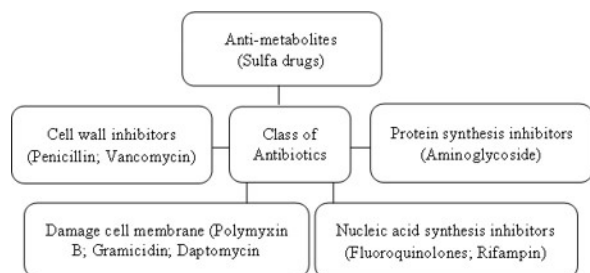 Anti-metabolites
(Sulfa drugs)
Cell wall inhibitors
(Penicillin; Vancomycin)
Class of
Antibiotics
Protein synthesis inhibitors
(Aminoglycoside)
Damage cell membrane (Polymyxin
B; Gramicidin; Daptomycin
Nucleic acid synthesis inhibitors
(Fluoroquinolones; Rifampin)